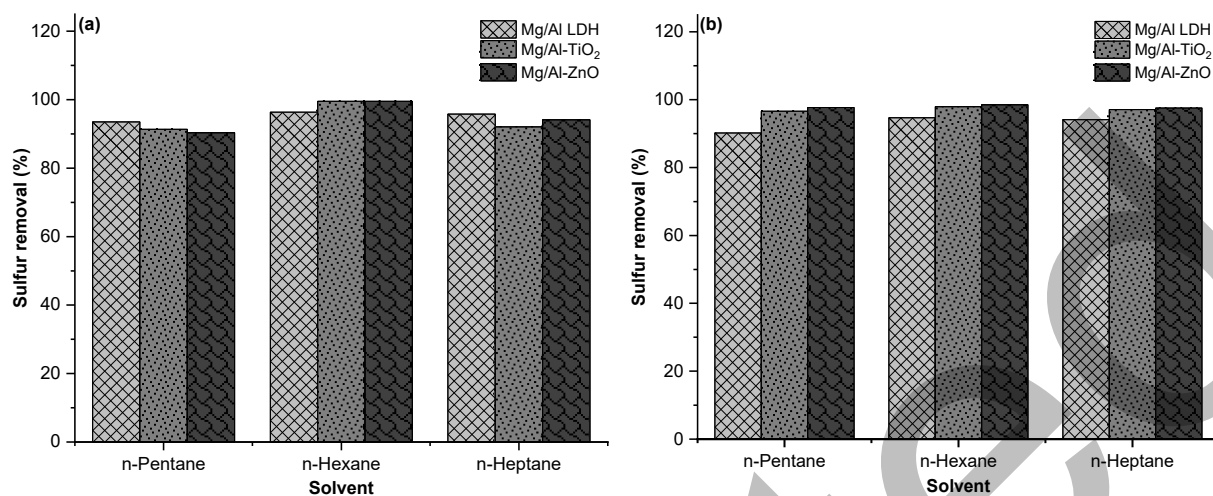 (a)
Mg/Al LDH
Mg/Al-TiO₂
Mg/Al-ZnO
120
100
80
60
40
20
0
Sulfur removal (%)
n-Pentane n-Hexane n-Heptane
Solvent
(b)
Mg/Al LDH
Mg/Al-TiO₂
Mg/Al-ZnO
120
100
80
60
40
20
0
Sulfur removal (%)
n-Pentane n-Hexane n-Heptane
Solvent